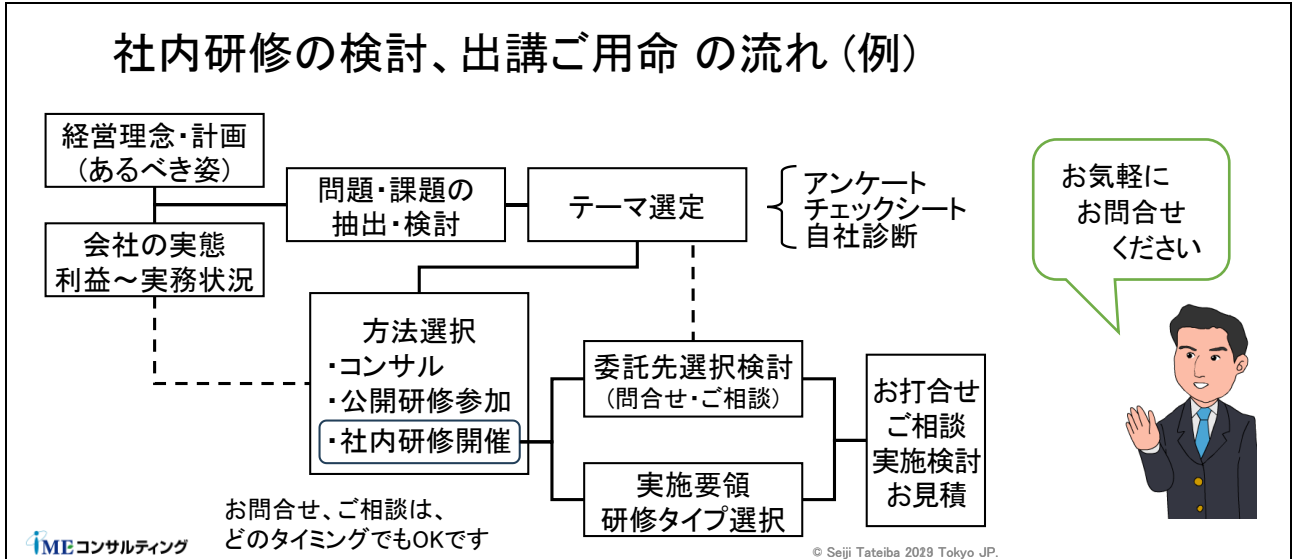 社内研修の検討、出講ご用命 の流れ (例)
経営理念・計画
(あるべき姿)
会社の実態
利益～実務状況
問題・課題の
抽出・検討
テーマ選定
アンケート
チェックシート
自社診断
方法選択
・コンサル
・公開研修参加
・社内研修開催
委託先選択検討
(問合せ・ご相談)
実施要領
研修タイプ選択
お打合せ
ご相談
実施検討
お見積
お気軽に
お問合せ
ください
お問合せ、ご相談は、
どのタイミングでもOKです
iMEコンサルティング
© Seiji Tateiba Tokyo JP.